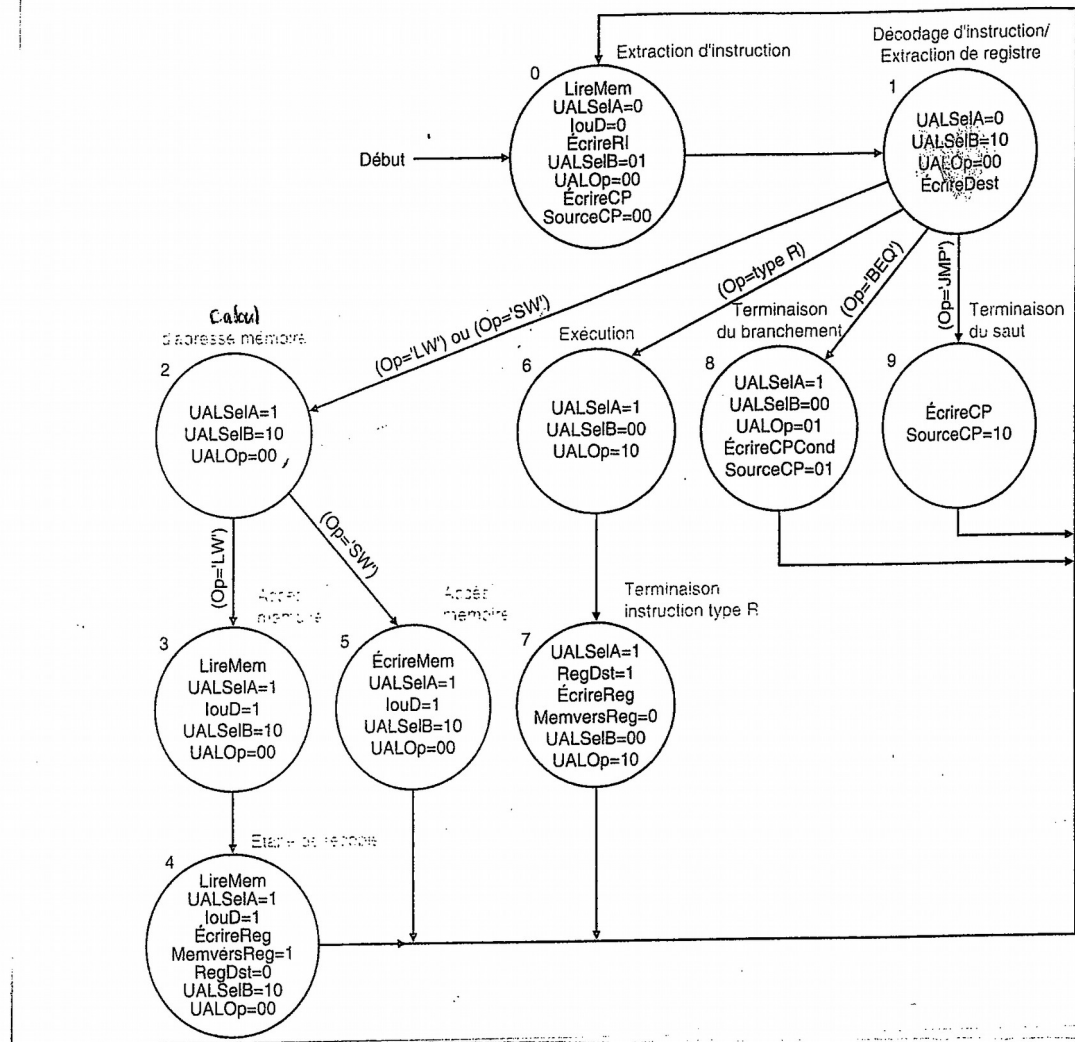 Extraction d'instruction
Décodage d'instruction/
Extraction de registre
0
LireMem
UALSelA=0
IouD=0
ÉcrireRI
UALSelB=01
UALOp=00
ÉcrireCP
SourceCP=00
Début
1
UALSelA=0
UALSelB=10
UALOp=00
ÉcrireDest
(Op='LW') ou (Op='SW')
(Op=type R)
(Op='BEQ')
(Op='JMP')
Calcul
d'adresse mémoire
2
UALSelA=1
UALSelB=10
UALOp=00
Exécution
6
UALSelA=1
UALSelB=00
UALOp=10
Terminaison
du branchement
8
UALSelA=1
UALSelB=00
UALOp=01
ÉcrireCPCond
SourceCP=01
Terminaison
du saut
9
ÉcrireCP
SourceCP=10
(Op='LW')
(Op='SW')
Accès
mémoire
3
LireMem
UALSelA=1
IouD=1
UALSelB=10
UALOp=00
Accès
mémoire
5
ÉcrireMem
UALSelA=1
IouD=1
UALSelB=10
UALOp=00
Terminaison
instruction type R
7
UALSelA=1
RegDst=1
ÉcrireReg
MemversReg=0
UALSelB=00
UALOp=10
4
LireMem
UALSelA=1
IouD=1
ÉcrireReg
MemversReg=1
RegDst=0
UALSelB=10
UALOp=00